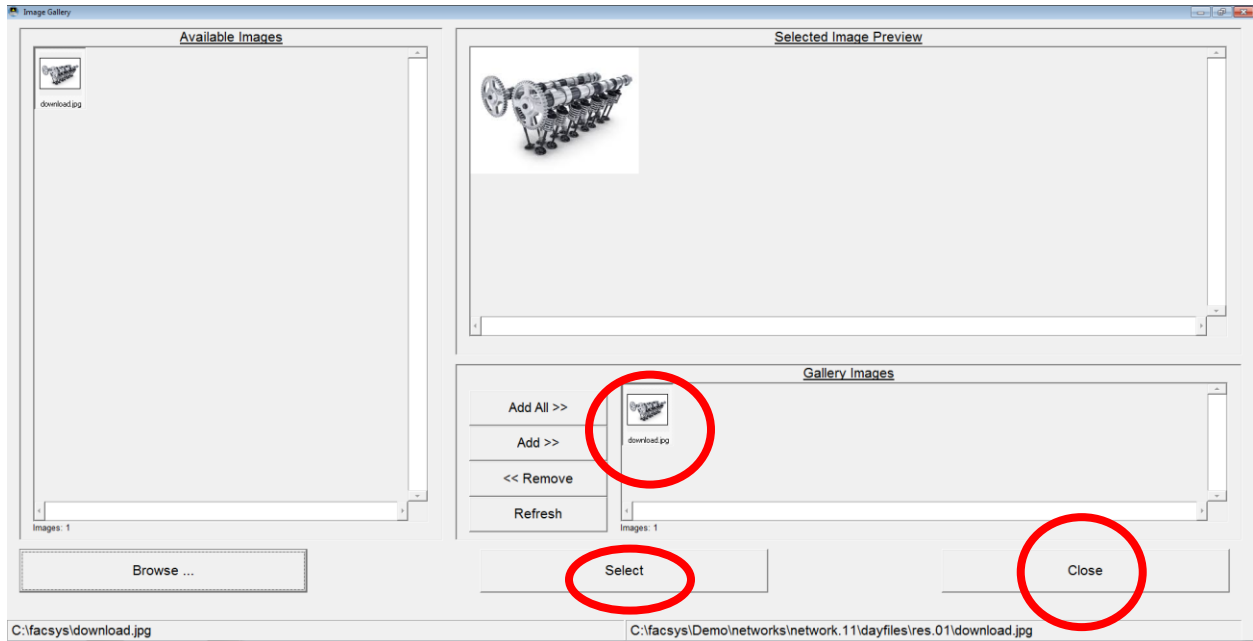 Image Gallery
Available Images
download.jpg
Images: 1
Selected Image Preview
Gallery Images
Add All >>
Add >>
<< Remove
Refresh
download.jpg
Images: 1
Browse ...
Select
Close
C:\facsys\download.jpg
C:\facsys\Demo\networks\network.11\dayfiles\res.01\download.jpg